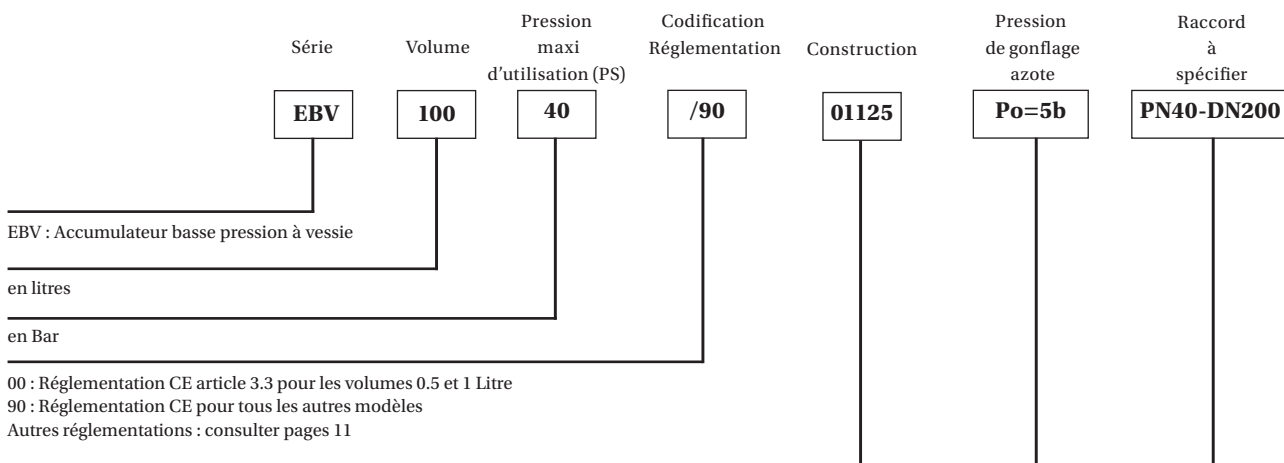 Série
Volume
Pression
maxi
d'utilisation (PS)
Codification
Réglementation
Construction
Pression
de gonflage
azote
Raccord
à
spécifier
EBV
100
40
/90
01125
Po=5b
PN40-DN200
EBV : Accumulateur basse pression à vessie
en litres
en Bar
00 : Réglementation CE article 3.3 pour les volumes 0.5 et 1 Litre
90 : Réglementation CE pour tous les autres modèles
Autres réglementations : consulter pages 11